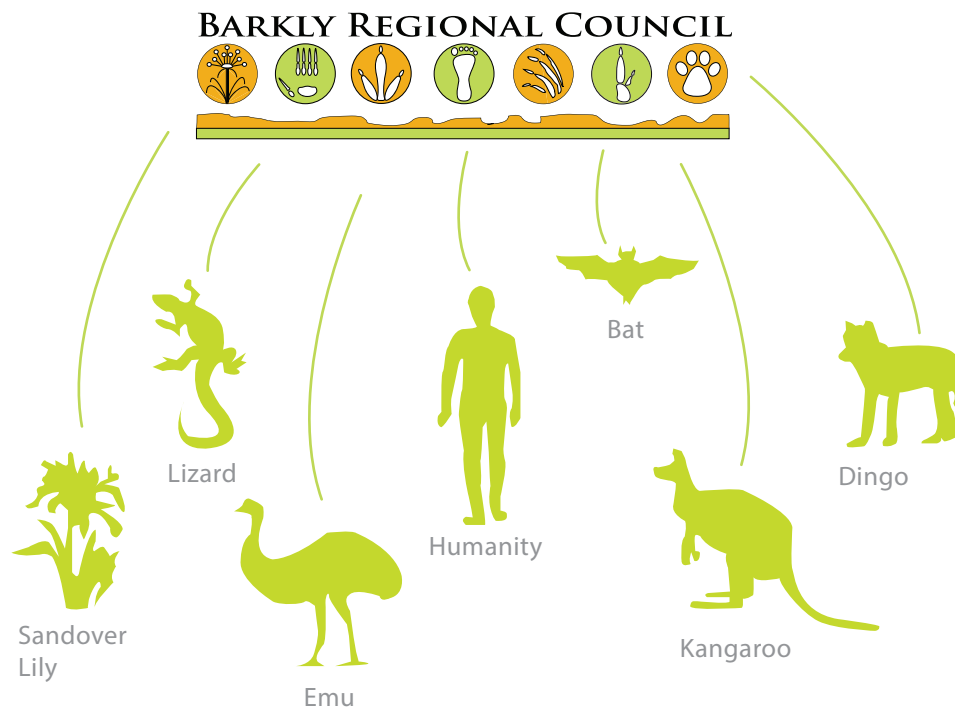 BARKLY REGIONAL COUNCIL
Bat
Lizard
Dingo
Humanity
Sandover
Lily
Kangaroo
Emu